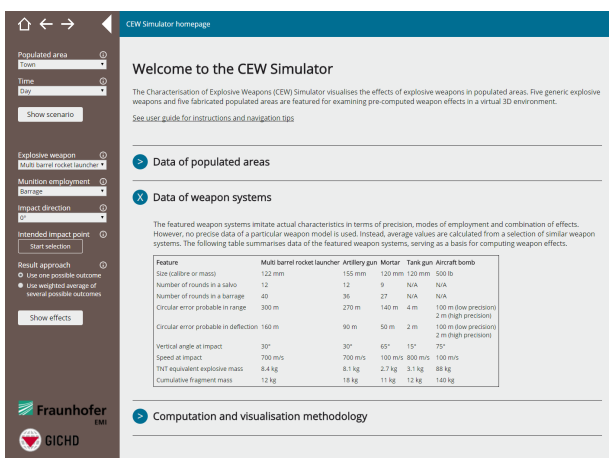 CEW Simulator homepage
Populated area
Town
Time
Day
Show scenario
Explosive weapon
Multi barrel rocket launcher
Munition employment
Barrage
Impact direction
0°
Intended impact point
Start selection
Result approach
Use one possible outcome
Use weighted average of
several possible outcomes
Show effects
Fraunhofer
EMI
GICHD
Welcome to the CEW Simulator
The Characterisation of Explosive Weapons (CEW) Simulator visualises the effects of explosive weapons in populated areas. Five generic explosive
weapons and five fabricated populated areas are featured for examining pre-computed weapon effects in a virtual 3D environment.
See user guide for instructions and navigation tips
> Data of populated areas
X Data of weapon systems
The featured weapon systems imitate actual characteristics in terms of precision, modes of employment and combination of effects.
However, no precise data of a particular weapon model is used. Instead, average values are calculated from a selection of similar weapon
systems. The following table summarises data of the featured weapon systems, serving as a basis for computing weapon effects.
Feature Multi barrel rocket launcher Artillery gun Mortar Tank gun Aircraft bomb
Size (calibre or mass) 122 mm 155 mm 120 mm 120 mm 500 lb
Number of rounds in a salvo 12 12 9 N/A N/A
Number of rounds in a barrage 40 36 27 N/A N/A
Circular error probable in range 300 m 270 m 140 m 4 m 100 m (low precision)
2 m (high precision)
Circular error probable in deflection 160 m 90 m 50 m 2 m 100 m (low precision)
2 m (high precision)
Vertical angle at impact 30° 30° 65° 15° 75°
Speed at impact 700 m/s 700 m/s 100 m/s 800 m/s 100 m/s
TNT equivalent explosive mass 8.4 kg 8.1 kg 2.7 kg 3.1 kg 88 kg
Cumulative fragment mass 12 kg 18 kg 11 kg 12 kg 140 kg
> Computation and visualisation methodology